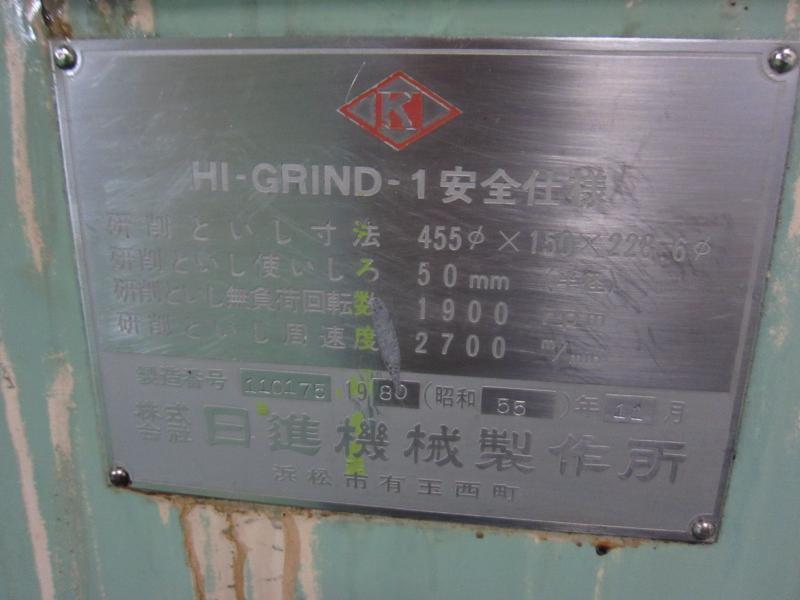 K
HI-GRIND-1 安全仕様
研削といし寸法 455φ×150×228.6φ
研削といし使いしろ 50mm (半径)
研削といし無負荷回転数 1900 r.p.m
研削といし周速度 2700 m/min
製造番号 110175 1980 (昭和 55) 年 11 月
株式会社 日進機械製作所
浜松市有玉西町